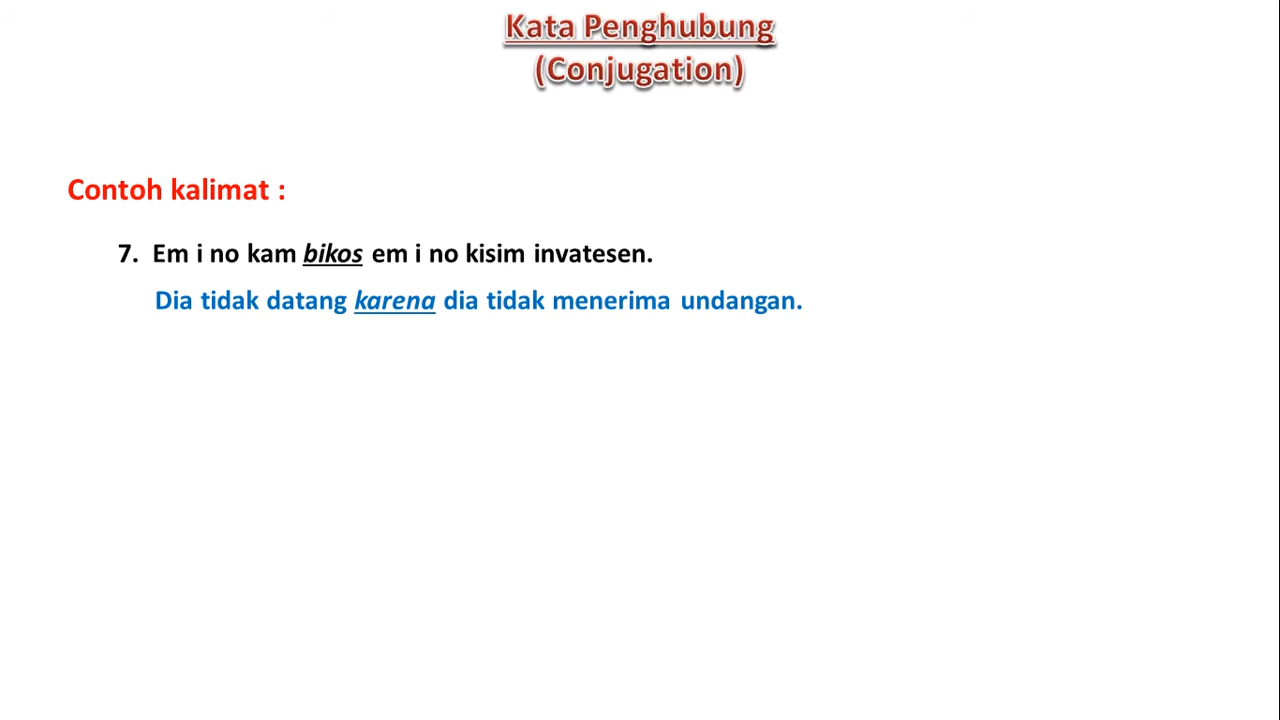 Kata Penghubung
(Conjugation)
Contoh kalimat :
7. Em i no kam bikos em i no kisim invatesen.
Dia tidak datang karena dia tidak menerima undangan.